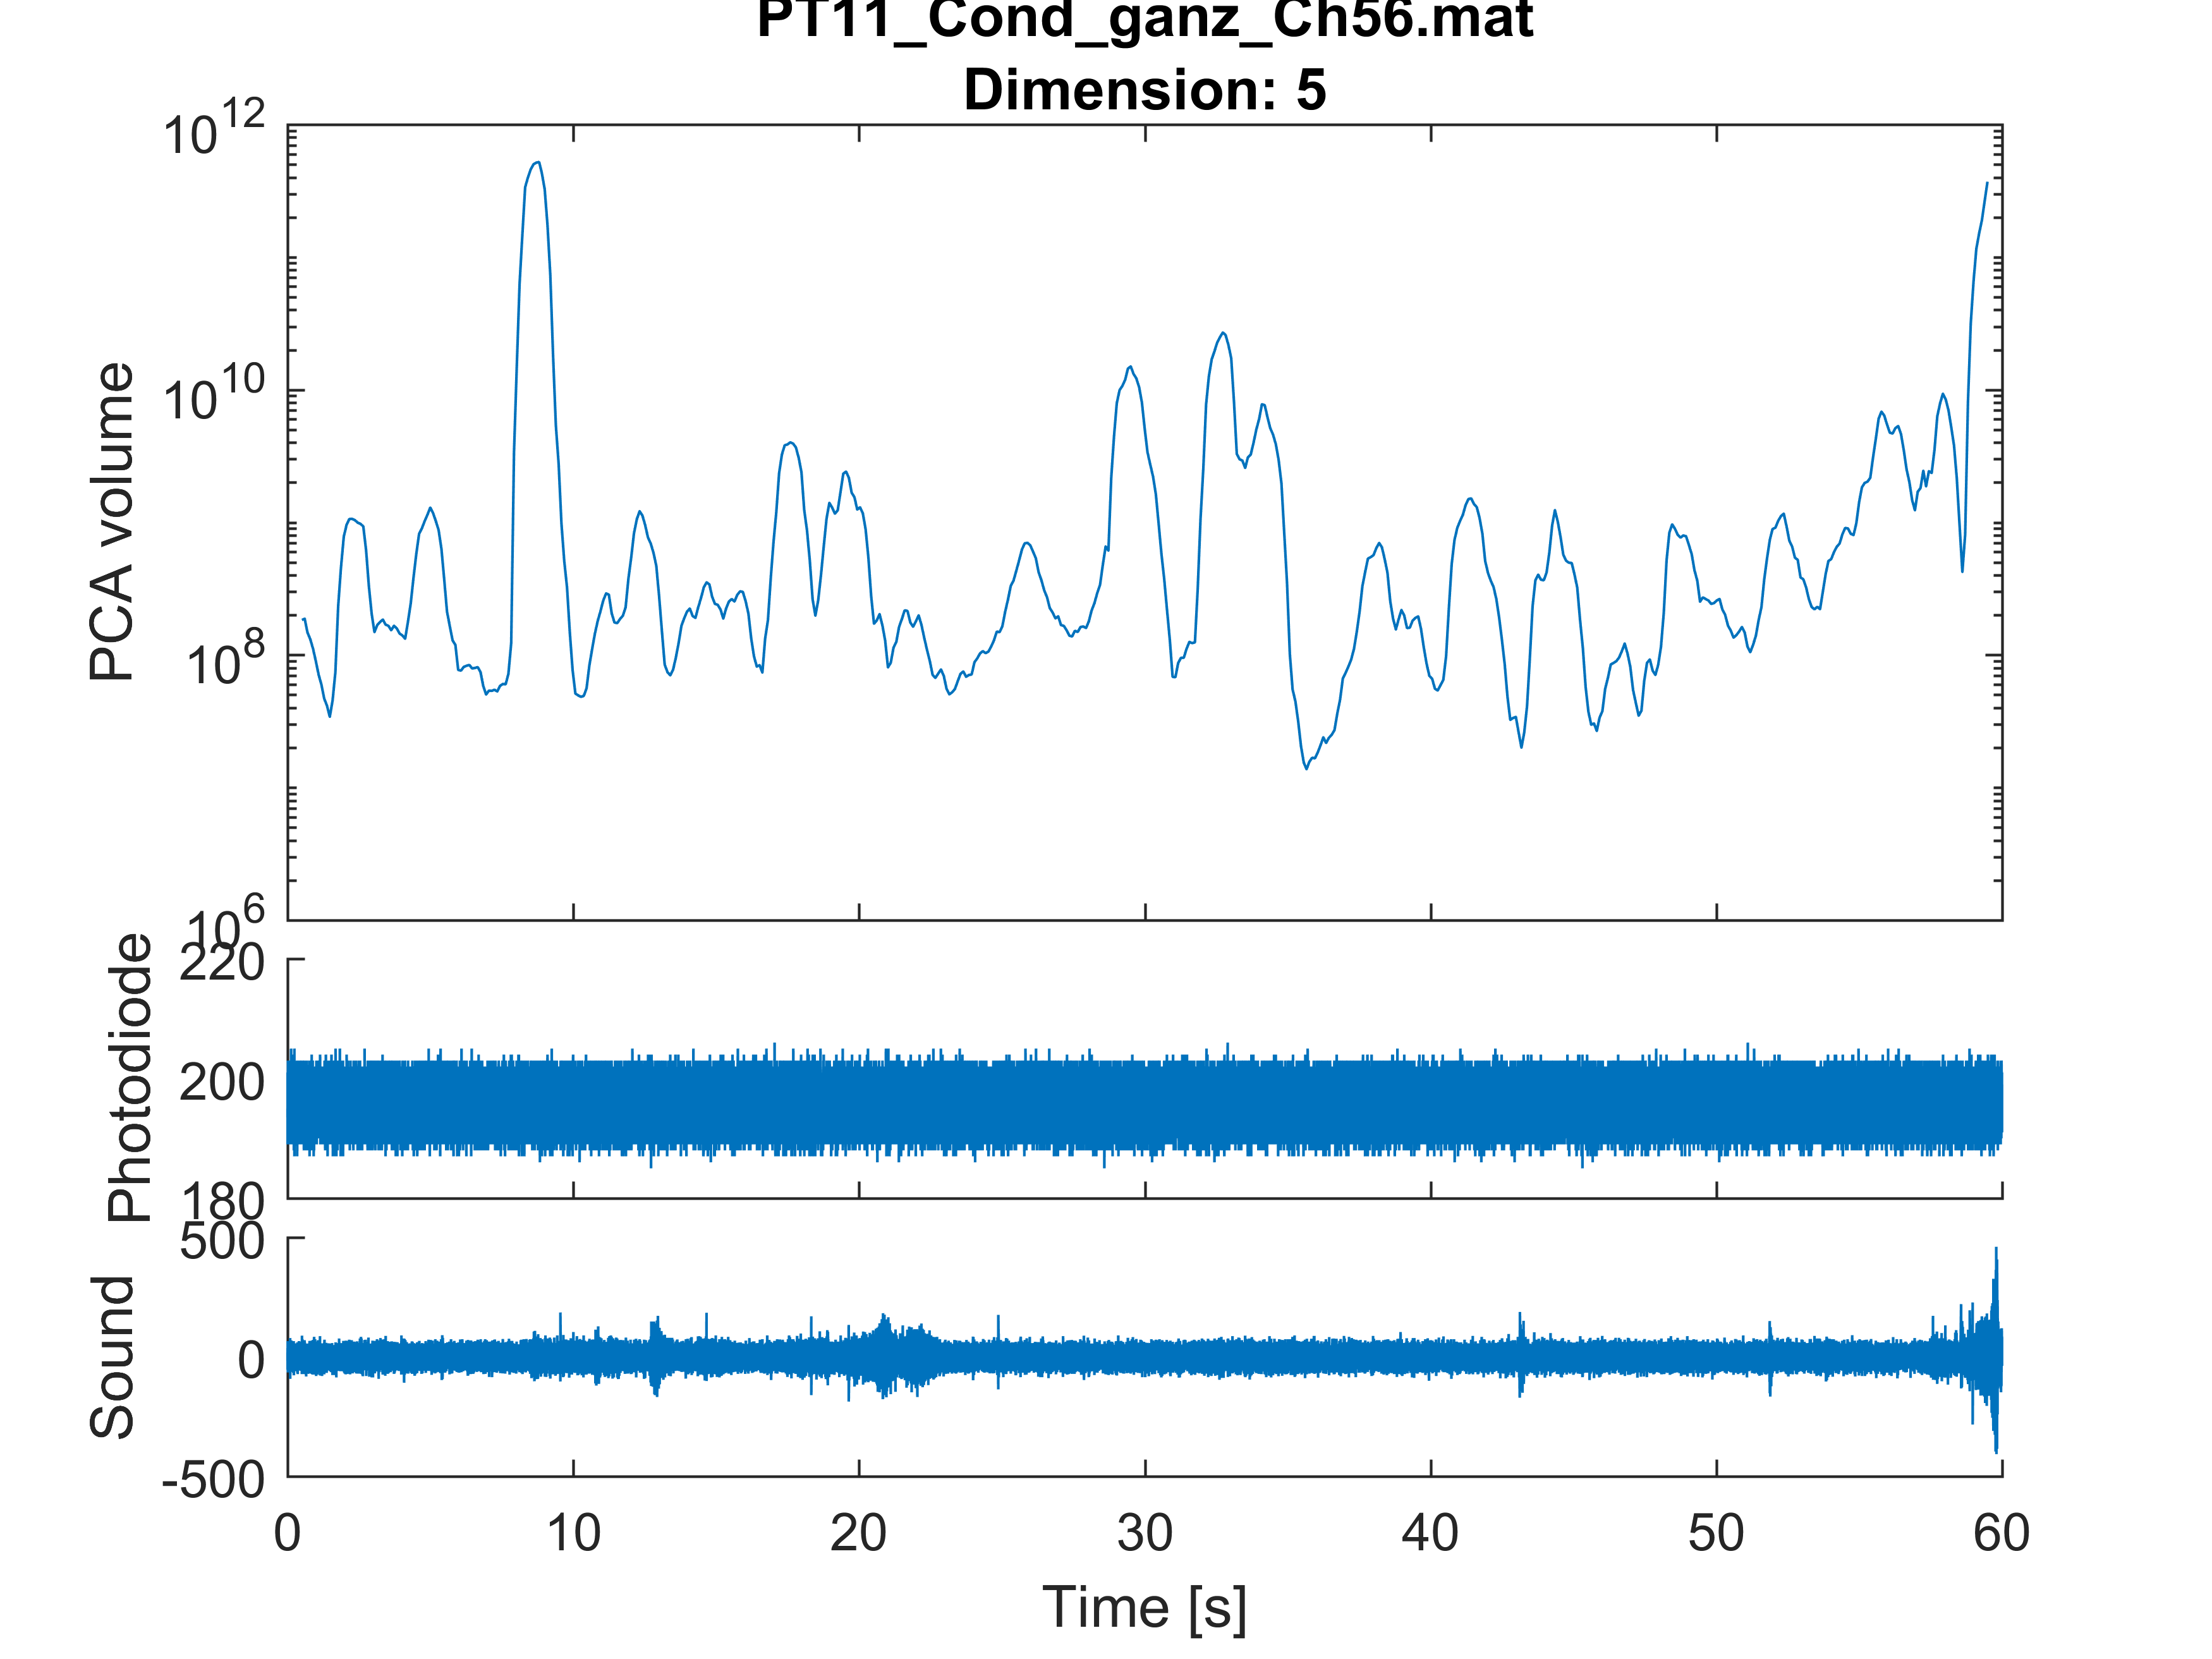 PT11_Cond_ganz_Ch56.mat
Dimension: 5
PCA volume
10^12
10^10
10^8
10^6
Photodiode
220
200
180
Sound
500
0
-500
0 10 20 30 40 50 60
Time [s]